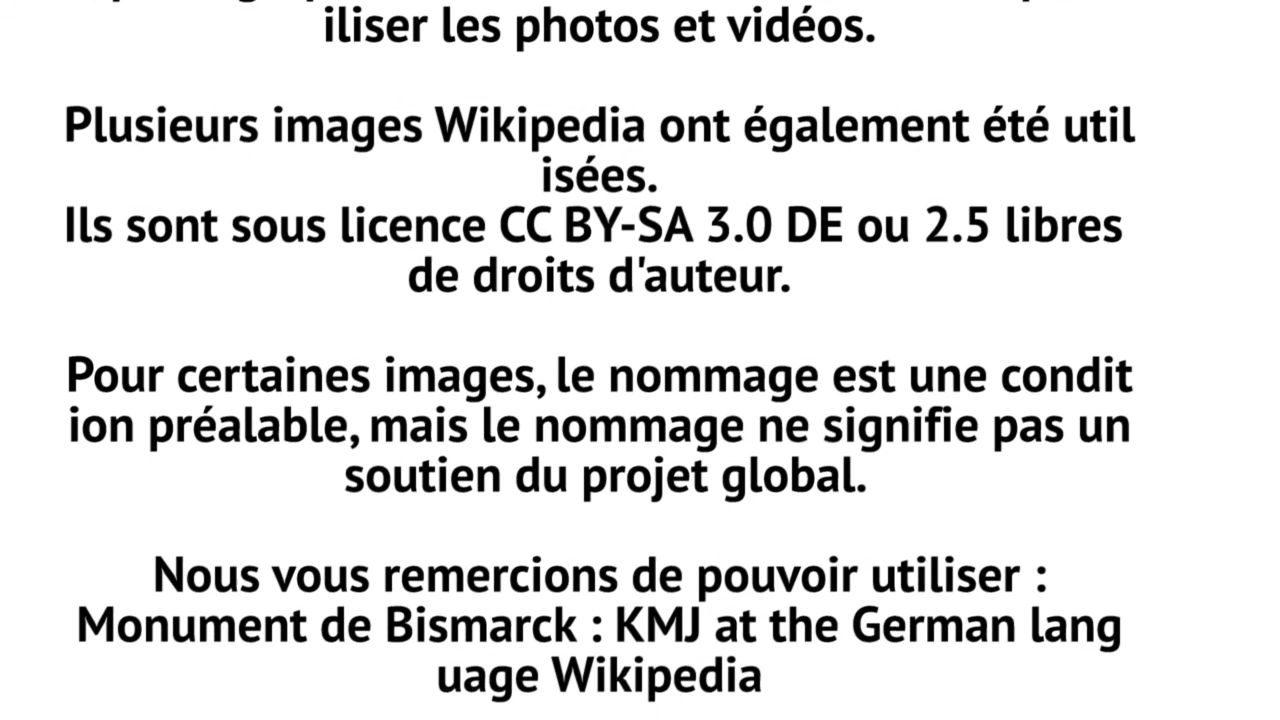 iliser les photos et vidéos.
Plusieurs images Wikipedia ont également été util
isées.
Ils sont sous licence CC BY-SA 3.0 DE ou 2.5 libres
de droits d'auteur.
Pour certaines images, le nommage est une condit
ion préalable, mais le nommage ne signifie pas un
soutien du projet global.
Nous vous remercions de pouvoir utiliser :
Monument de Bismarck : KMJ at the German lang
uage Wikipedia